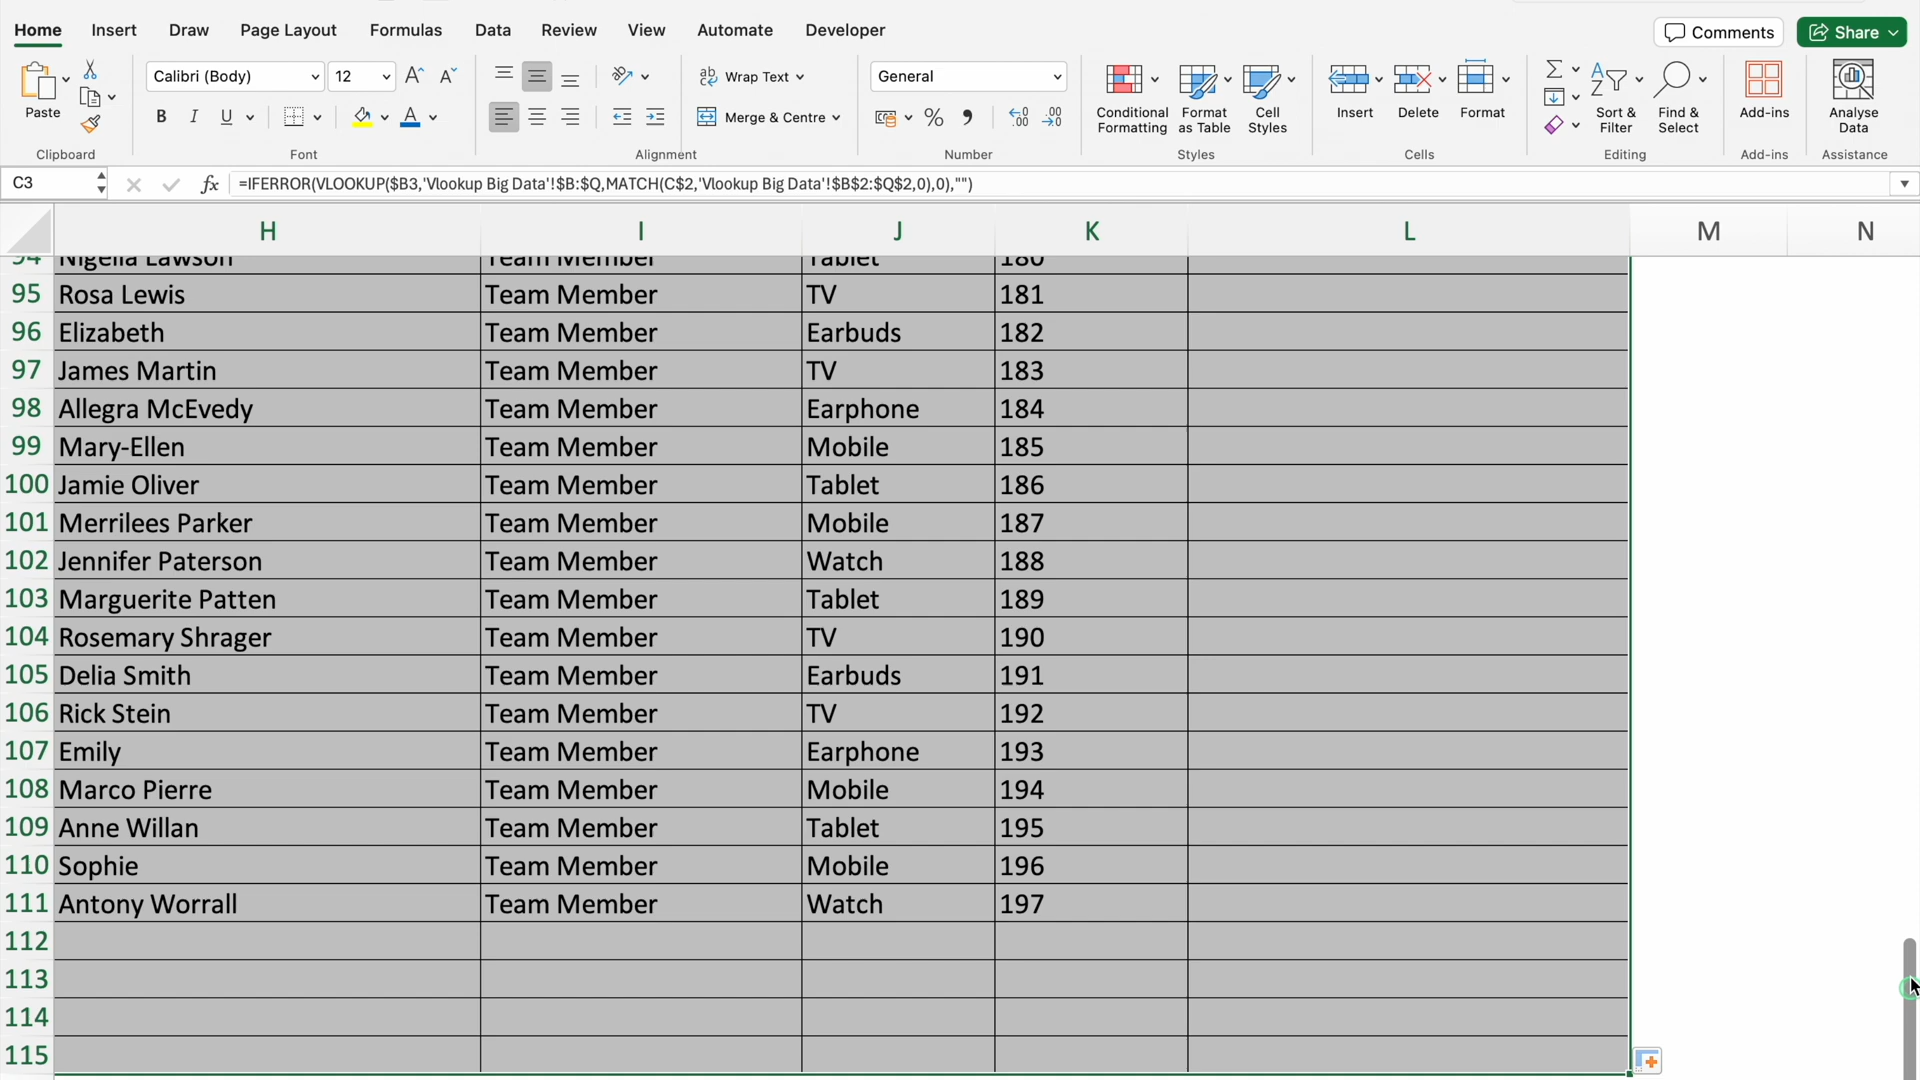 Home Insert Draw Page Layout Formulas Data Review View Automate Developer Comments Share
Paste Calibri (Body) 12 A A Wrap Text General Conditional Formatting Format as Table Cell Styles Insert Delete Format Sort & Filter Find & Select Add-ins Analyse Data
B I U A Merge & Centre % 
Clipboard Font Alignment Number Styles Cells Editing Add-ins Assistance
C3 fx =IFERROR(VLOOKUP($B3,'Vlookup Big Data'!$B:$Q,MATCH(C$2,'Vlookup Big Data'!$B$2:$Q$2,0),0),"")
H I J K L M N
94 Nigella Lawson Team Member Tablet 180
95 Rosa Lewis Team Member TV 181
96 Elizabeth Team Member Earbuds 182
97 James Martin Team Member TV 183
98 Allegra McEvedy Team Member Earphone 184
99 Mary-Ellen Team Member Mobile 185
100 Jamie Oliver Team Member Tablet 186
101 Merrilees Parker Team Member Mobile 187
102 Jennifer Paterson Team Member Watch 188
103 Marguerite Patten Team Member Tablet 189
104 Rosemary Shrager Team Member TV 190
105 Delia Smith Team Member Earbuds 191
106 Rick Stein Team Member TV 192
107 Emily Team Member Earphone 193
108 Marco Pierre Team Member Mobile 194
109 Anne Willan Team Member Tablet 195
110 Sophie Team Member Mobile 196
111 Antony Worrall Team Member Watch 197
112
113
114
115